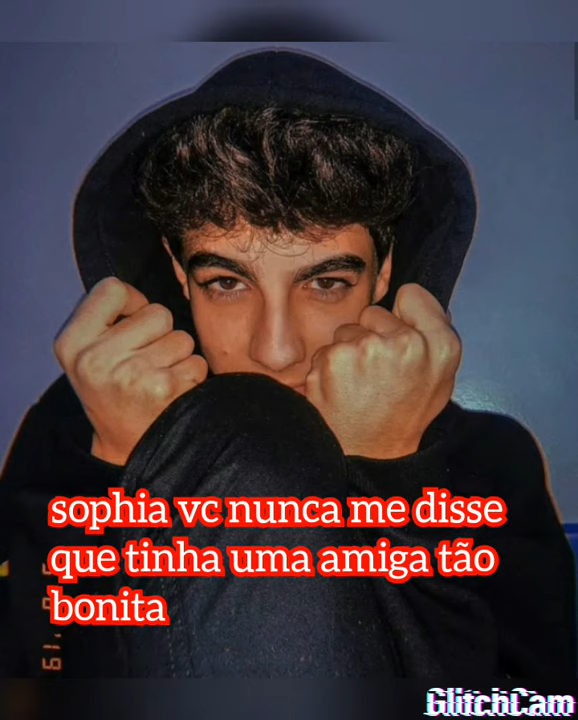 sophia vc nunca me disse
que tinha uma amiga tão
bonita
GlitchCam